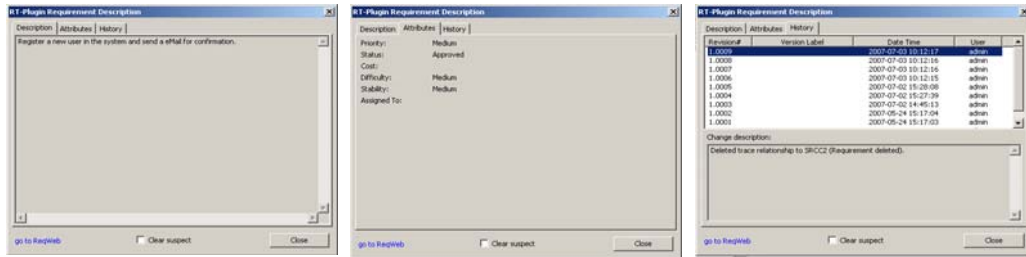 RT-Plugin Requirement Description
Description Attributes History
Register a new user in the system and send a eMail for confirmation.
go to ReqWeb Clear suspect Close
RT-Plugin Requirement Description
Description Attributes History
Priority: Medium
Status: Approved
Cost:
Difficulty: Medium
Stability: Medium
Assigned To:
go to ReqWeb Clear suspect Close
RT-Plugin Requirement Description
Description Attributes History
Revision# Version Label Date Time User
1.0009 2007-07-03 10:12:17 admin
1.0008 2007-07-03 10:12:16 admin
1.0007 2007-07-03 10:12:16 admin
1.0006 2007-07-03 10:12:15 admin
1.0005 2007-07-02 15:28:08 admin
1.0004 2007-07-02 15:27:39 admin
1.0003 2007-07-02 14:45:13 admin
1.0002 2007-05-24 15:17:04 admin
1.0001 2007-05-24 15:17:03 admin
Change description:
Deleted trace relationship to SRCC2 (Requirement deleted).
go to ReqWeb Clear suspect Close